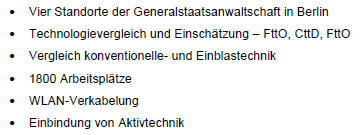 • Vier Standorte der Generalstaatsanwaltschaft in Berlin
• Technologievergleich und Einschätzung – FttO, CttD, FttO
• Vergleich konventionelle- und Einblastechnik
• 1800 Arbeitsplätze
• WLAN-Verkabelung
• Einbindung von Aktivtechnik